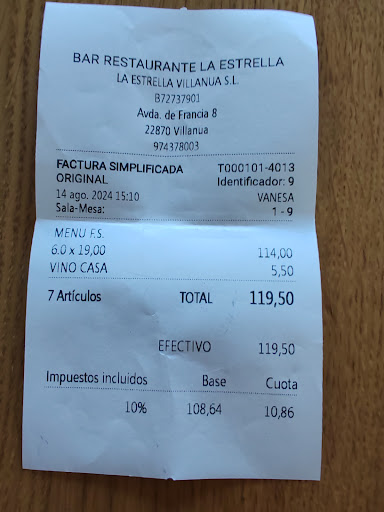 BAR RESTAURANTE LA ESTRELLA
LA ESTRELLA VILLANUA S.L.
B72737901
Avda. de Francia 8
22870 Villanua
974378003
FACTURA SIMPLIFICADA T000101-4013
ORIGINAL Identificador: 9
14 ago. 2024 15:10 VANESA
Sala-Mesa: 1 - 9
MENU F.S.
6.0 x 19,00 114,00
VINO CASA 5,50
7 Artículos TOTAL 119,50
EFECTIVO 119,50
Impuestos incluidos Base Cuota
10% 108,64 10,86